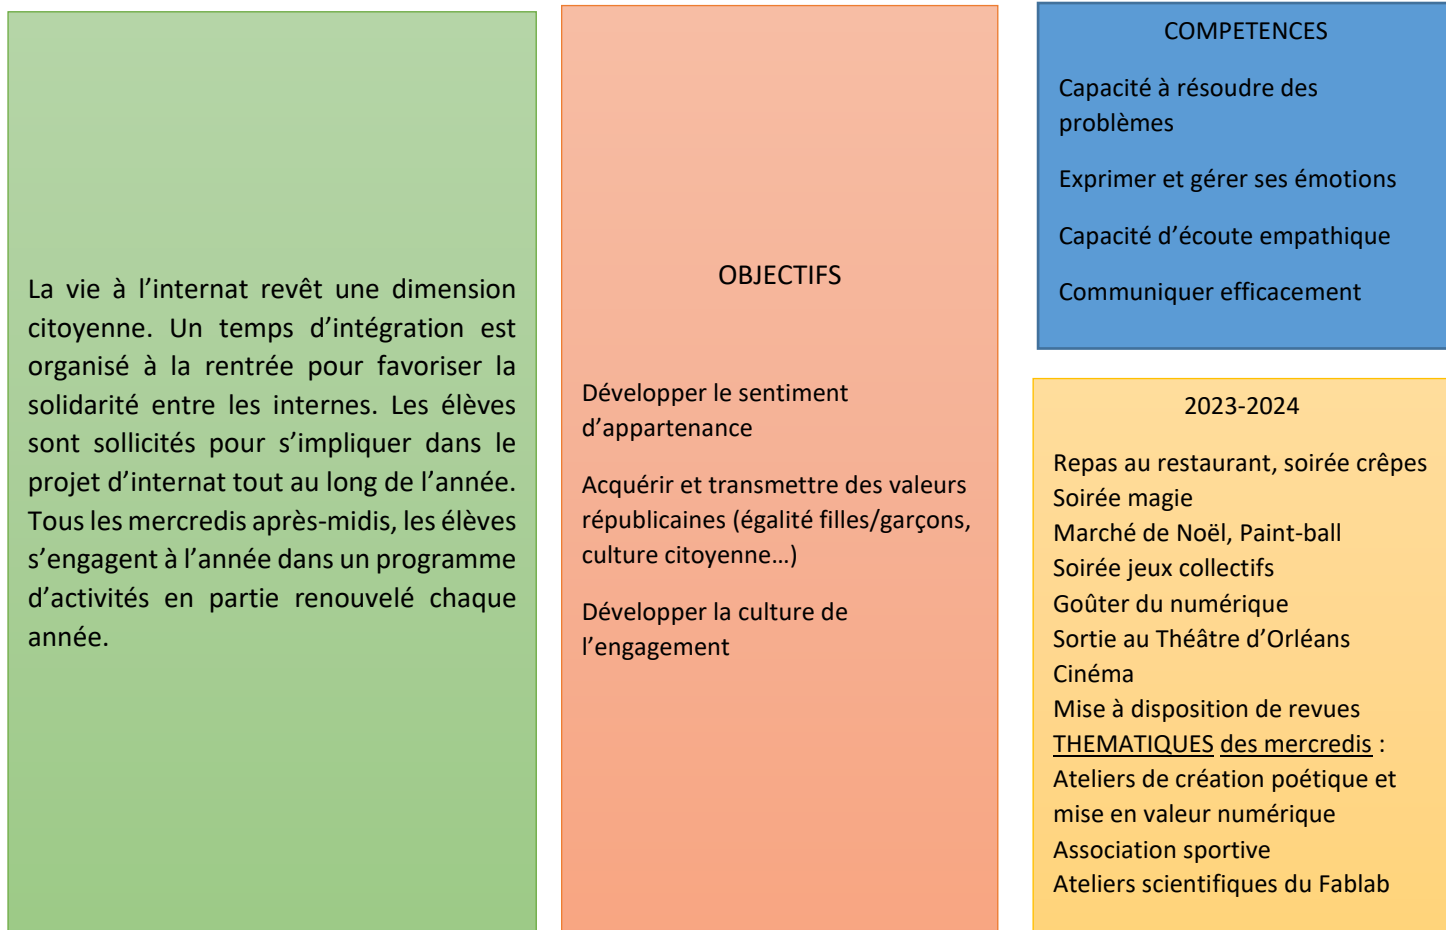 La vie à l’internat revêt une dimension
citoyenne. Un temps d’intégration est
organisé à la rentrée pour favoriser la
solidarité entre les internes. Les élèves
sont sollicités pour s’impliquer dans le
projet d’internat tout au long de l’année.
Tous les mercredis après-midis, les élèves
s’engagent à l’année dans un programme
d’activités en partie renouvelé chaque
année.
OBJECTIFS
Développer le sentiment
d’appartenance
Acquérir et transmettre des valeurs
républicaines (égalité filles/garçons,
culture citoyenne…)
Développer la culture de
l’engagement
COMPETENCES
Capacité à résoudre des
problèmes
Exprimer et gérer ses émotions
Capacité d’écoute empathique
Communiquer efficacement
2023-2024
Repas au restaurant, soirée crêpes
Soirée magie
Marché de Noël, Paint-ball
Soirée jeux collectifs
Goûter du numérique
Sortie au Théâtre d’Orléans
Cinéma
Mise à disposition de revues
THEMATIQUES des mercredis :
Ateliers de création poétique et
mise en valeur numérique
Association sportive
Ateliers scientifiques du Fablab